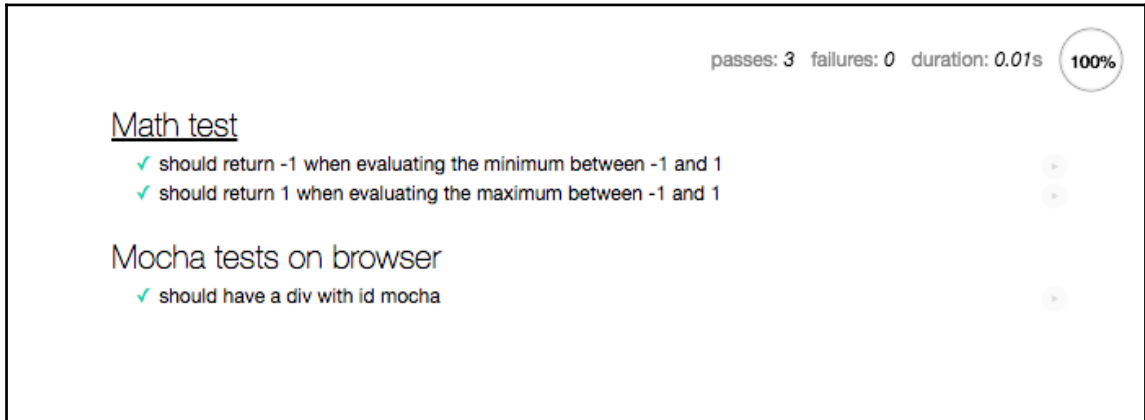 passes: 3 failures: 0 duration: 0.01s 100%
Math test
✓ should return -1 when evaluating the minimum between -1 and 1
✓ should return 1 when evaluating the maximum between -1 and 1
Mocha tests on browser
✓ should have a div with id mocha